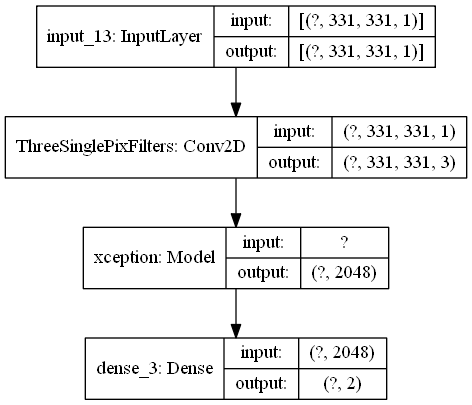 input_13: InputLayer
input: [(?, 331, 331, 1)]
output: [(?, 331, 331, 1)]
ThreeSinglePixFilters: Conv2D
input: (?, 331, 331, 1)
output: (?, 331, 331, 3)
xception: Model
input: ?
output: (?, 2048)
dense_3: Dense
input: (?, 2048)
output: (?, 2)